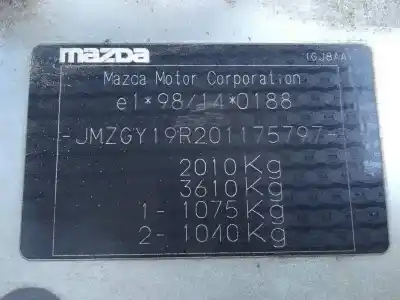 mazda
(GJ8AA)
Mazda Motor Corporation
e1*98/14*0188
-JMZGY19R201175797-
2010Kg
3610Kg
1- 1075Kg
2- 1040Kg